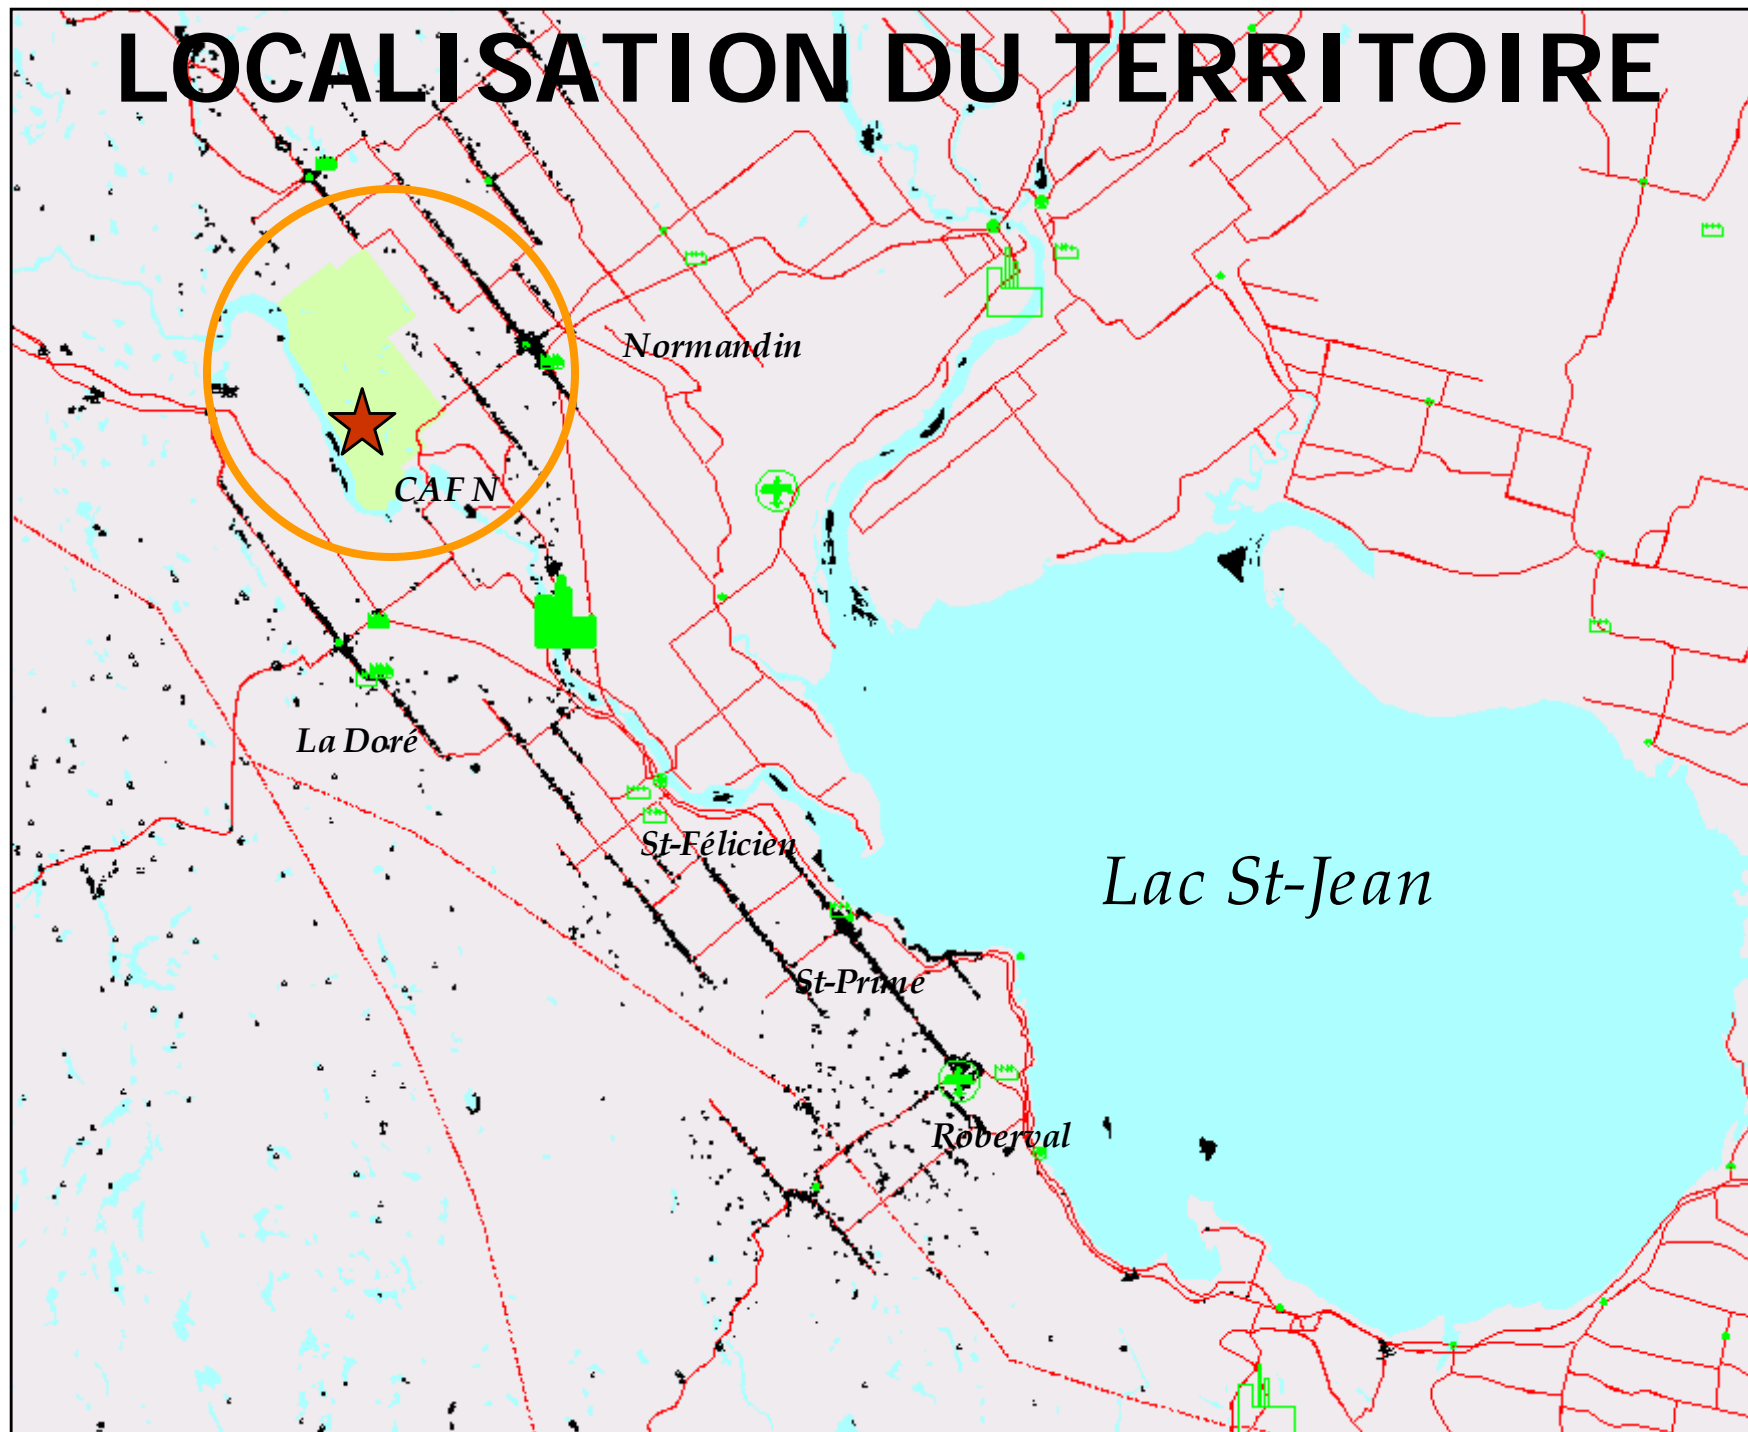 LOCALISATION DU TERRITOIRE
Normandin
CAF N
La Doré
St-Félicien
Lac St-Jean
St-Prime
Roberval